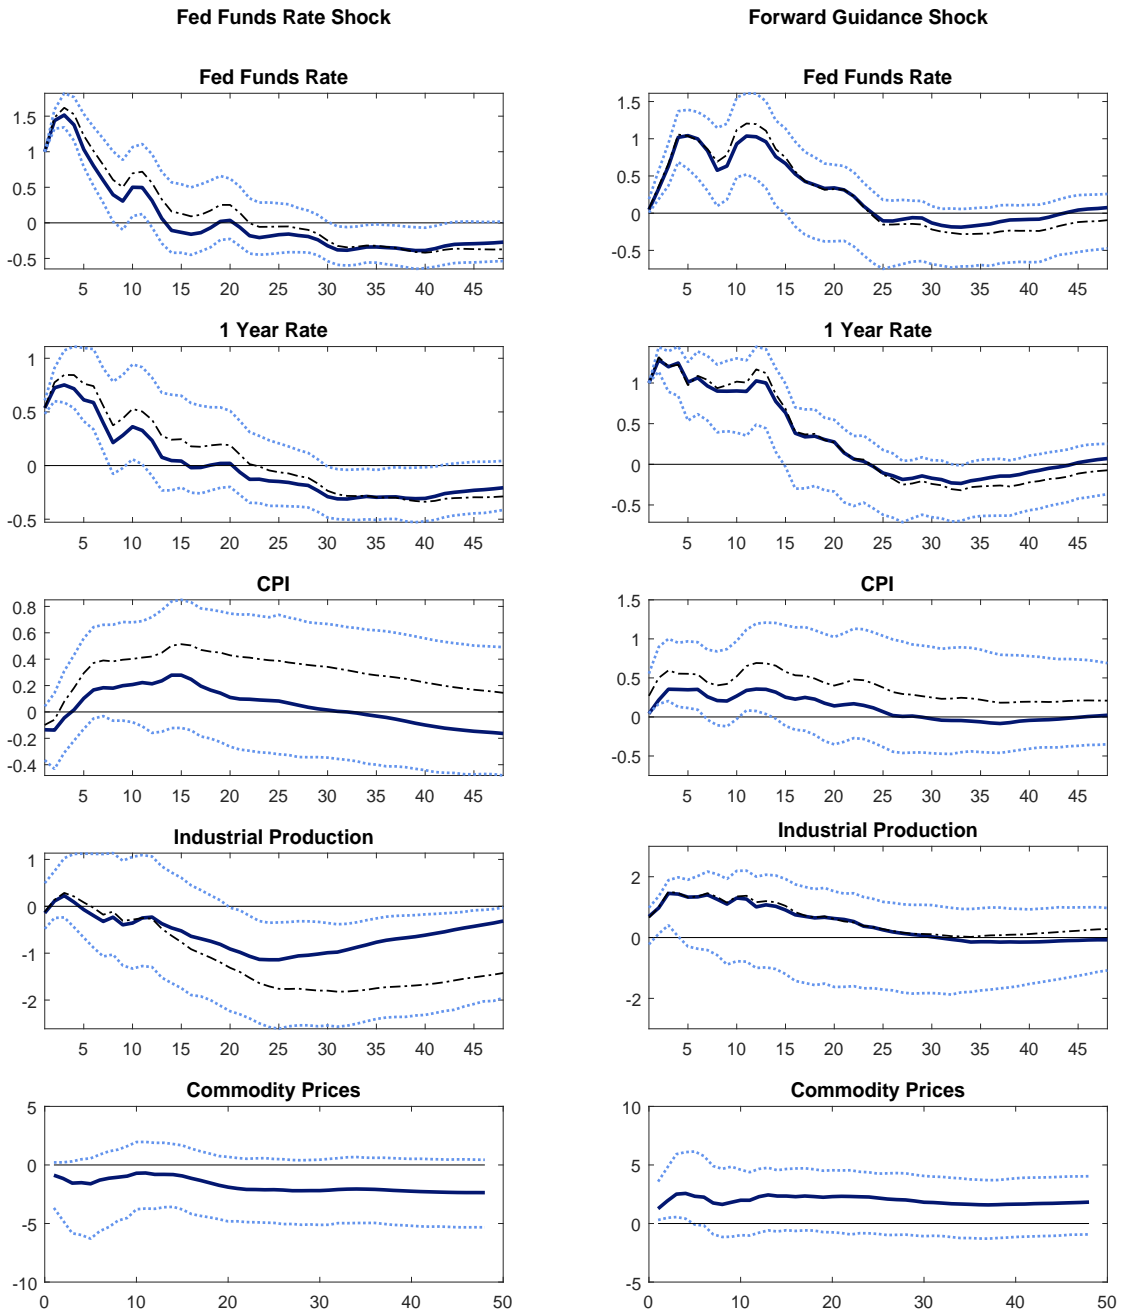 Fed Funds Rate Shock
Forward Guidance Shock
Fed Funds Rate
1.5
1
0.5
0
-0.5
5 10 15 20 25 30 35 40 45
Fed Funds Rate
1.5
1
0.5
0
-0.5
5 10 15 20 25 30 35 40 45
1 Year Rate
1
0.5
0
-0.5
5 10 15 20 25 30 35 40 45
1 Year Rate
1
0.5
0
-0.5
5 10 15 20 25 30 35 40 45
CPI
0.8
0.6
0.4
0.2
0
-0.2
-0.4
5 10 15 20 25 30 35 40 45
CPI
1.5
1
0.5
0
-0.5
5 10 15 20 25 30 35 40 45
Industrial Production
1
0
-1
-2
5 10 15 20 25 30 35 40 45
Industrial Production
2
0
-2
5 10 15 20 25 30 35 40 45
Commodity Prices
5
0
-5
-10
0 10 20 30 40 50
Commodity Prices
10
5
0
-5
0 10 20 30 40 50